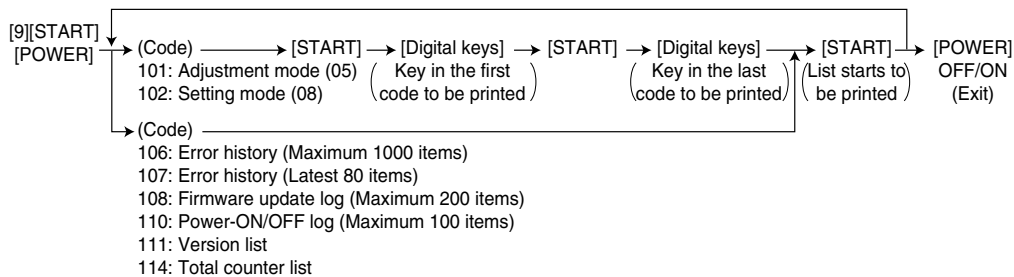 [9][START]
[POWER]
(Code) [START] [Digital keys] [START] [Digital keys] [START] [POWER]
101: Adjustment mode (05) (Key in the first (Key in the last (List starts to OFF/ON
102: Setting mode (08) code to be printed) code to be printed) be printed) (Exit)
(Code)
106: Error history (Maximum 1000 items)
107: Error history (Latest 80 items)
108: Firmware update log (Maximum 200 items)
110: Power-ON/OFF log (Maximum 100 items)
111: Version list
114: Total counter list